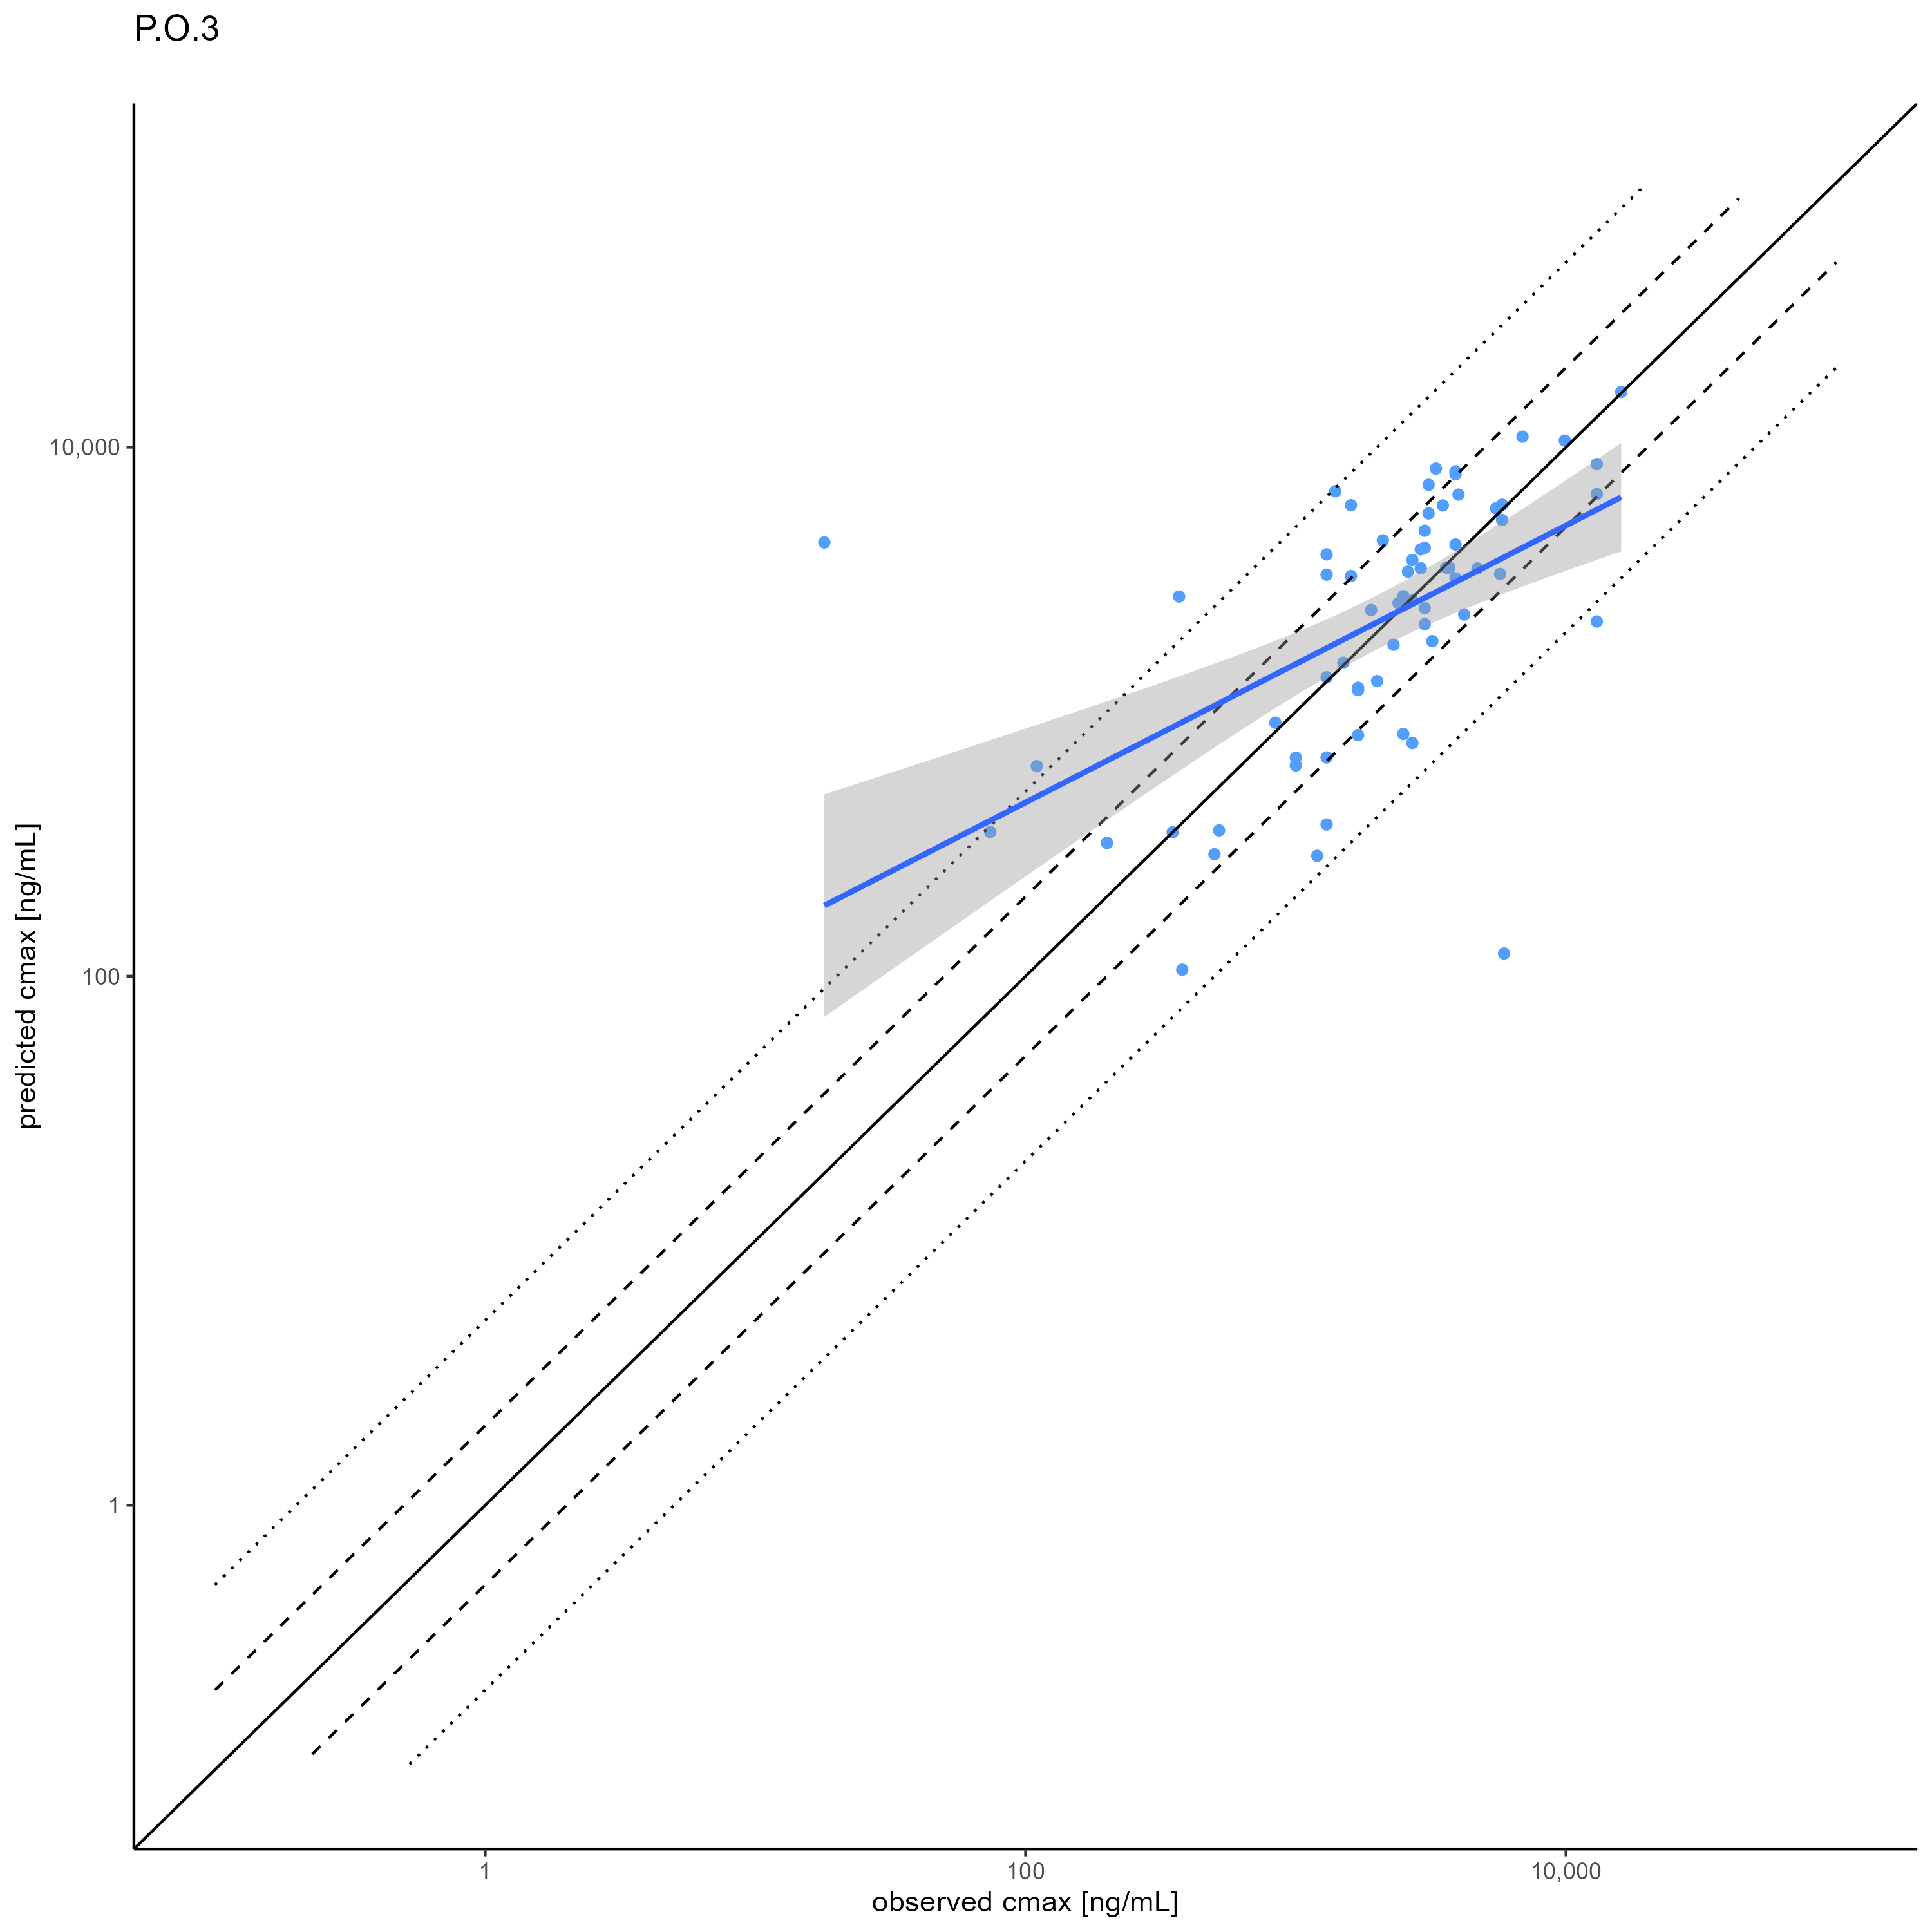 P.O.3
10,000
100
1
predicted cmax [ng/mL]
1
100
10,000
observed cmax [ng/mL]